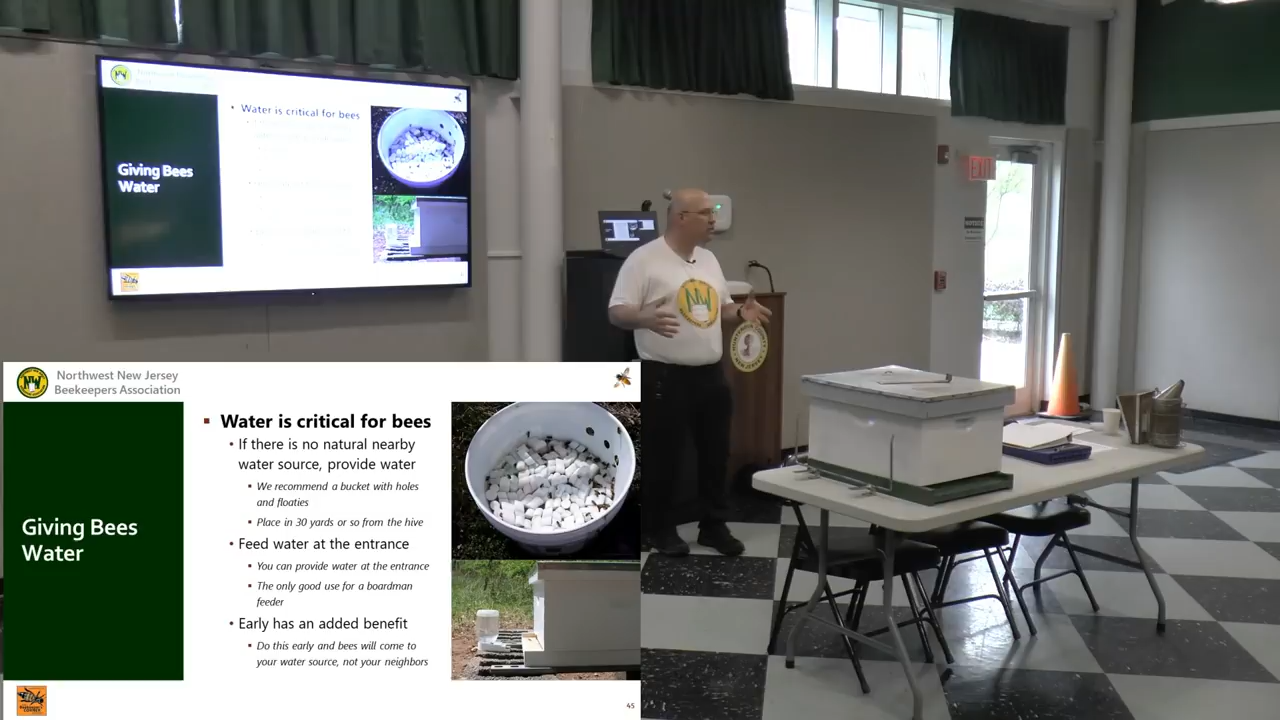 Water is critical for bees
Giving Bees
Water
EXIT
NW
Northwest New Jersey
Beekeepers Association
Giving Bees
Water
Water is critical for bees
If there is no natural nearby
water source, provide water
We recommend a bucket with holes
and floaties
Place in 30 yards or so from the hive
Feed water at the entrance
You can provide water at the entrance
The only good use for a boardman
feeder
Early has an added benefit
Do this early and bees will come to
your water source, not your neighbors
45